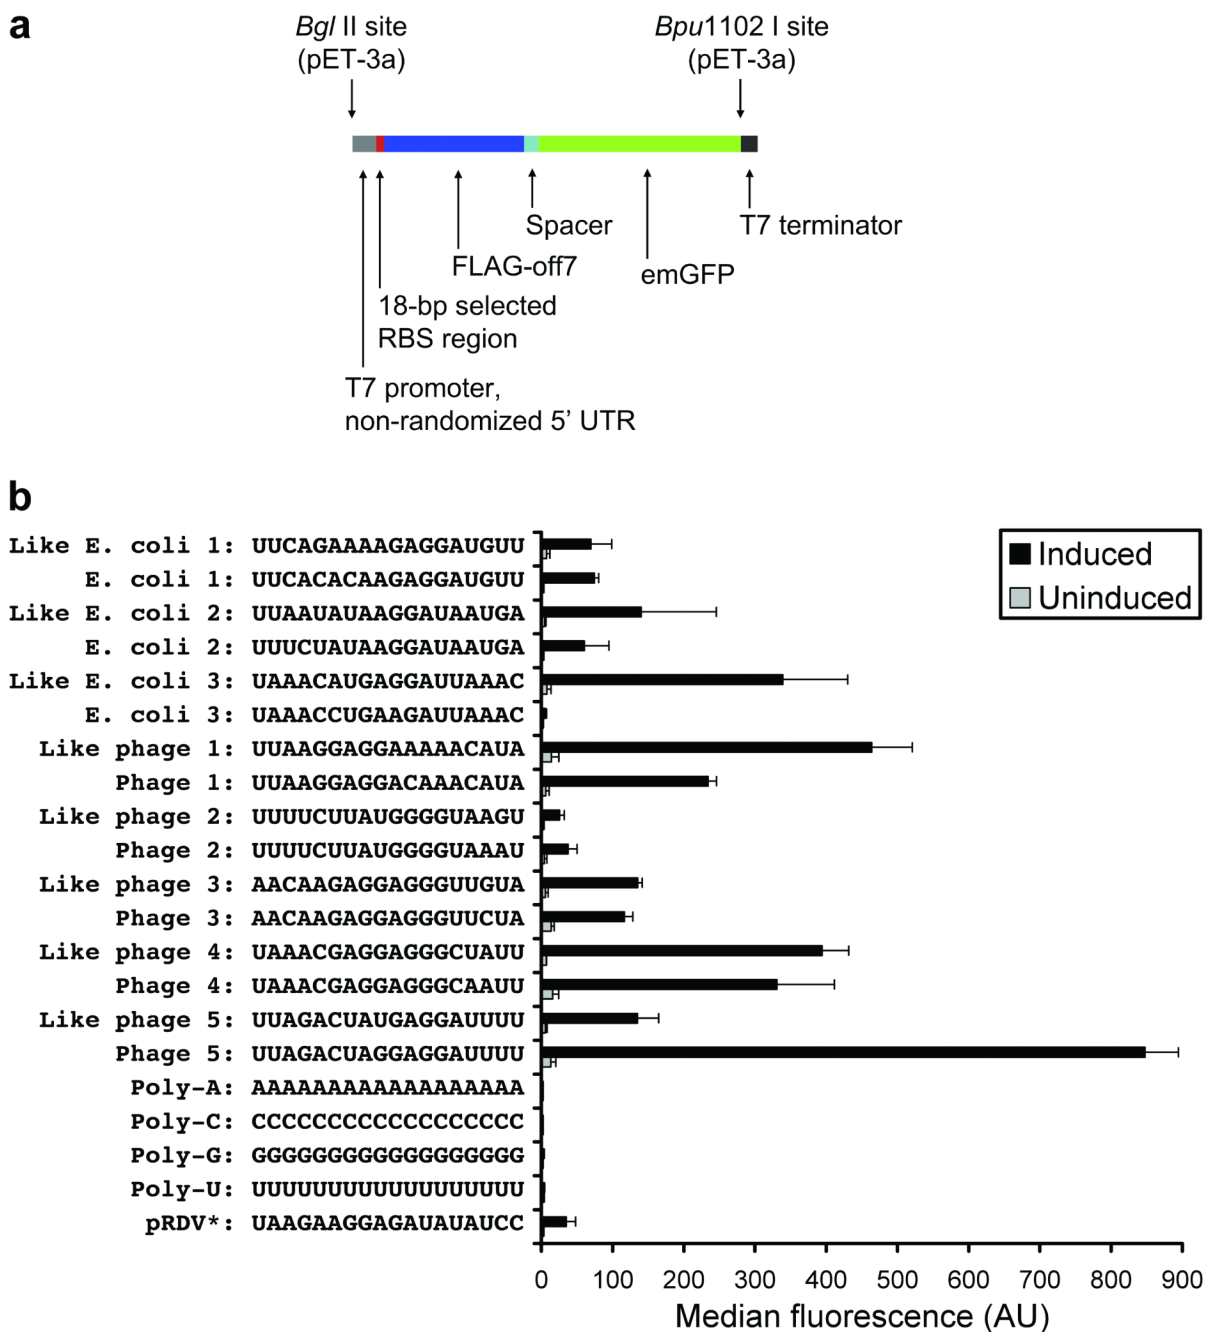 a
Bgl II site
(pET-3a)
Bpu1102 I site
(pET-3a)
Spacer
T7 terminator
FLAG-off7
emGFP
18-bp selected
RBS region
T7 promoter,
non-randomized 5’ UTR
b
Like E. coli 1: UUCAGAAAAGAGGAUGUU
E. coli 1: UUCACACAAGAGGAUGUU
Like E. coli 2: UUAAUAUAAGGAUAAUGA
E. coli 2: UUUCUAUAAGGAUAAUGA
Like E. coli 3: UAAACAUGAGGAUUAAAC
E. coli 3: UAAACCUGAAGAUUAAAC
Like phage 1: UUAAGGAGGAAAAACAUA
Phage 1: UUAAGGAGGACAAACAUA
Like phage 2: UUUUCUUAUGGGGUAAGU
Phage 2: UUUUCUUAUGGGGUAAAU
Like phage 3: AACAAGAGGAGGGUUGUA
Phage 3: AACAAGAGGAGGGUUCUA
Like phage 4: UAAACGAGGAGGGCUAUU
Phage 4: UAAACGAGGAGGGCAAUU
Like phage 5: UUAGACUAUGAGGAUUUU
Phage 5: UUAGACUAGGAGGAUUUU
Poly-A: AAAAAAAAAAAAAAAAAA
Poly-C: CCCCCCCCCCCCCCCCCC
Poly-G: GGGGGGGGGGGGGGGGGG
Poly-U: UUUUUUUUUUUUUUUUUU
pRDV*: UAAGAAGGAGAUAUAUCC
Induced
Uninduced
0 100 200 300 400 500 600 700 800 900
Median fluorescence (AU)